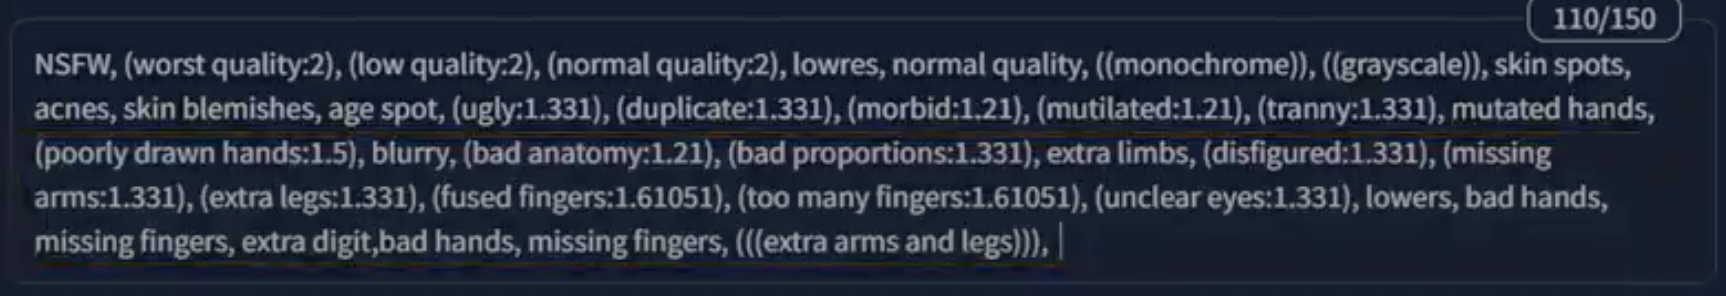 110/150
NSFW, (worst quality:2), (low quality:2), (normal quality:2), lowres, normal quality, ((monochrome)), ((grayscale)), skin spots,
acnes, skin blemishes, age spot, (ugly:1.331), (duplicate:1.331), (morbid:1.21), (mutilated:1.21), (tranny:1.331), mutated hands,
(poorly drawn hands:1.5), blurry, (bad anatomy:1.21), (bad proportions:1.331), extra limbs, (disfigured:1.331), (missing
arms:1.331), (extra legs:1.331), (fused fingers:1.61051), (too many fingers:1.61051), (unclear eyes:1.331), lowers, bad hands,
missing fingers, extra digit,bad hands, missing fingers, (((extra arms and legs))),